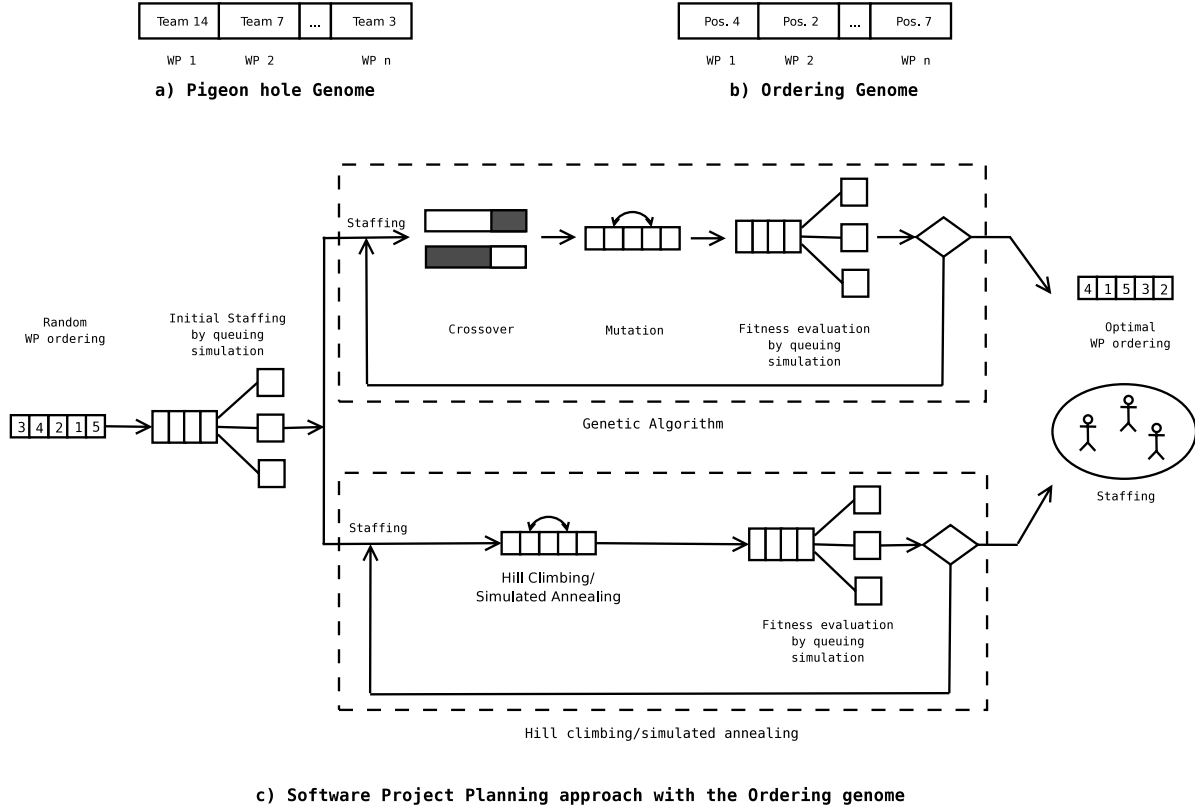 Team 14 Team 7 ... Team 3
WP 1 WP 2 WP n
a) Pigeon hole Genome
Pos. 4 Pos. 2 ... Pos. 7
WP 1 WP 2 WP n
b) Ordering Genome
Random
WP ordering
3 4 2 1 5
Initial Staffing
by queuing
simulation
Staffing
Crossover
Mutation
Fitness evaluation
by queuing
simulation
Genetic Algorithm
Staffing
Hill Climbing/
Simulated Annealing
Fitness evaluation
by queuing
simulation
Hill climbing/simulated annealing
4 1 5 3 2
Optimal
WP ordering
Staffing
c) Software Project Planning approach with the Ordering genome